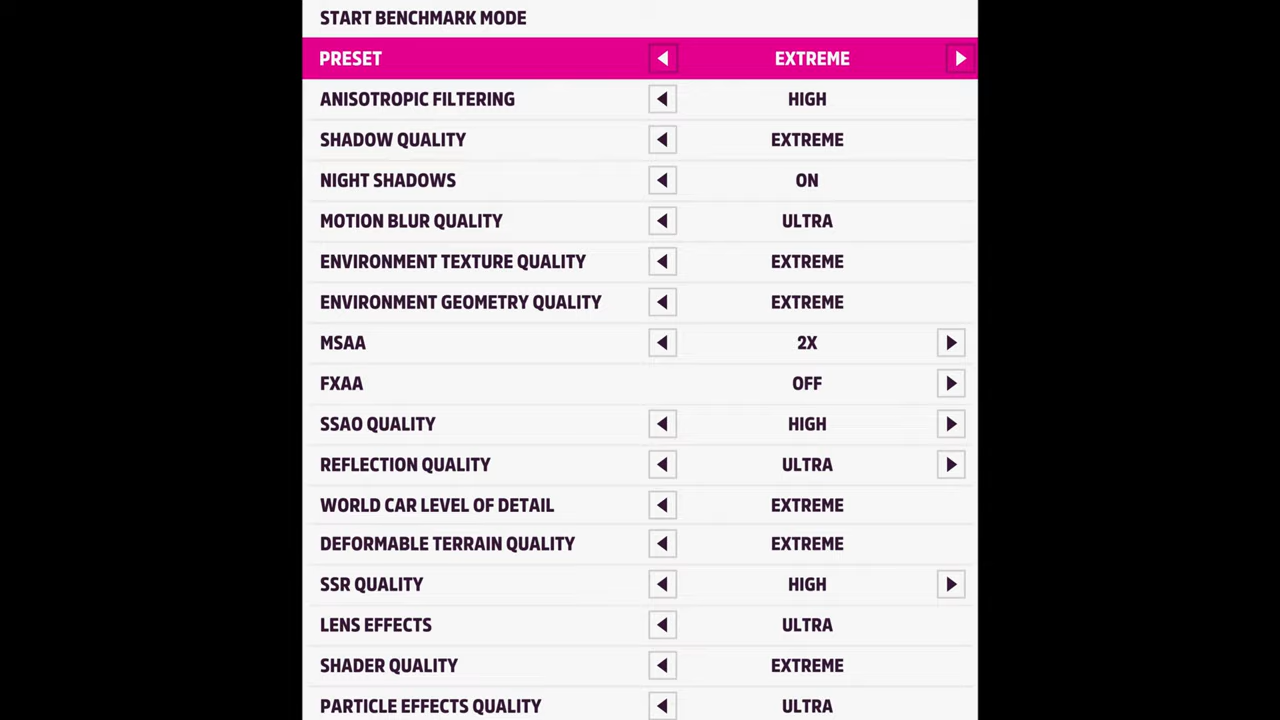 START BENCHMARK MODE
PRESET EXTREME
ANISOTROPIC FILTERING HIGH
SHADOW QUALITY EXTREME
NIGHT SHADOWS ON
MOTION BLUR QUALITY ULTRA
ENVIRONMENT TEXTURE QUALITY EXTREME
ENVIRONMENT GEOMETRY QUALITY EXTREME
MSAA 2X
FXAA OFF
SSAO QUALITY HIGH
REFLECTION QUALITY ULTRA
WORLD CAR LEVEL OF DETAIL EXTREME
DEFORMABLE TERRAIN QUALITY EXTREME
SSR QUALITY HIGH
LENS EFFECTS ULTRA
SHADER QUALITY EXTREME
PARTICLE EFFECTS QUALITY ULTRA